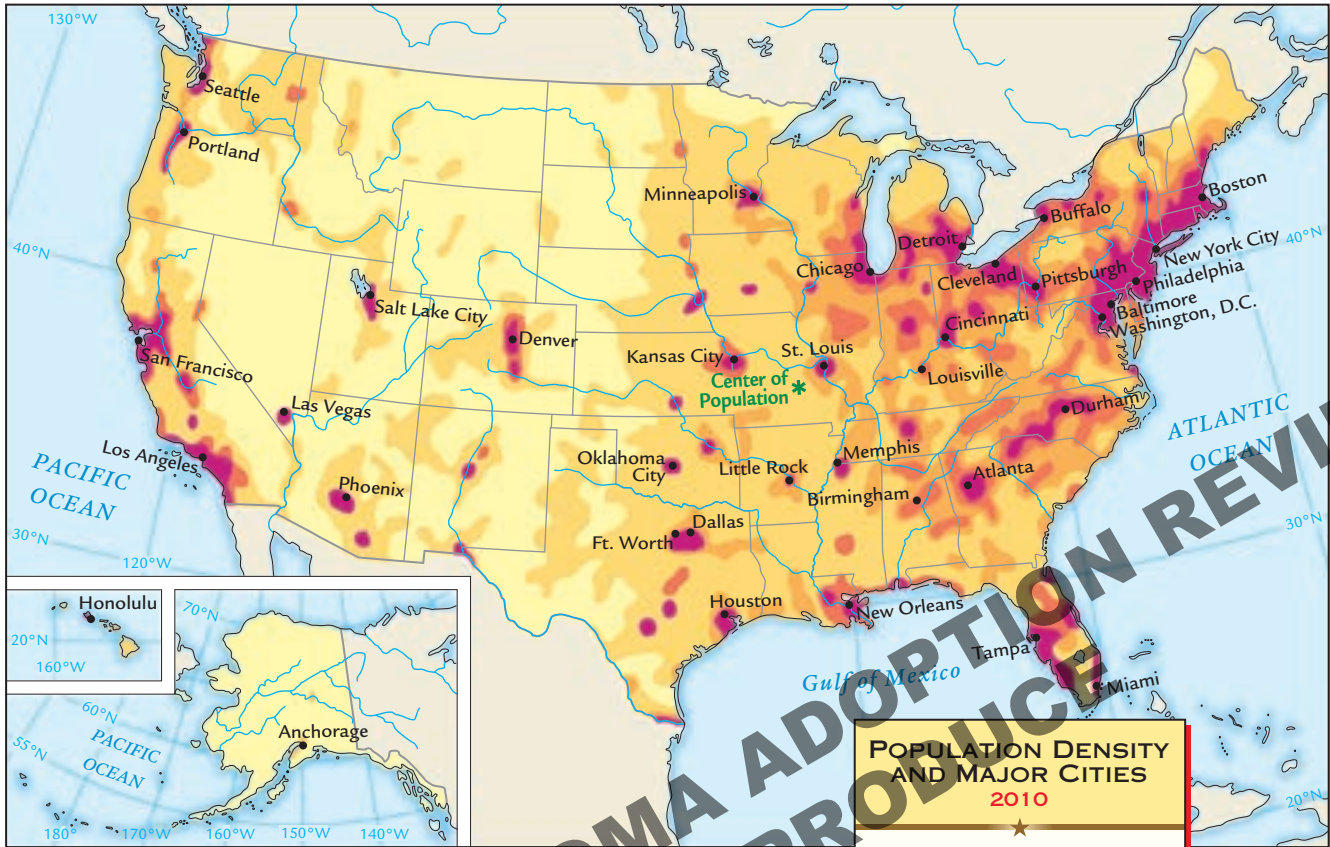 130°W
Seattle
Portland
Minneapolis
Boston
Buffalo
40°N
Detroit
40°N
Chicago
New York City
Cleveland
Pittsburgh
Philadelphia
Salt Lake City
Baltimore
Cincinnati
Washington, D.C.
Denver
San Francisco
Kansas City
St. Louis
Louisville
Center of
Population
Las Vegas
Durham
ATLANTIC
OCEAN
Los Angeles
Memphis
PACIFIC
OCEAN
Oklahoma
City
Little Rock
Atlanta
Phoenix
Birmingham
Dallas
Ft. Worth
30°N
30°N
120°W
Honolulu
70°N
Houston
New Orleans
20°N
160°W
Tampa
Gulf of Mexico
Miami
60°N
Anchorage
PACIFIC
OCEAN
55°N
180°
170°W
160°W
150°W
140°W
20°N
POPULATION DENSITY
AND MAJOR CITIES
2010
ADOPTION